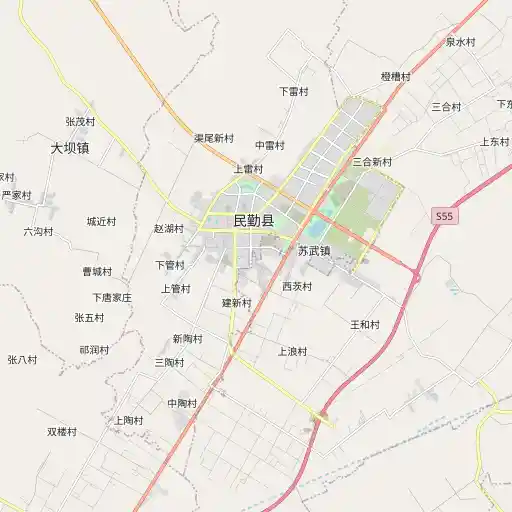 泉水村
橙槽村
下雷村
三合村
下东
张茂村
渠尾新村
中雷村
上东村
大坝镇
三合新村
上雷村
家村
严家村
S55
城近村
民勤县
赵湖村
六沟村
苏武镇
下管村
曹城村
上管村
西茨村
下唐家庄
建新村
张五村
王和村
新陶村
祁润村
上浪村
张八村
三陶村
中陶村
上陶村
双楼村